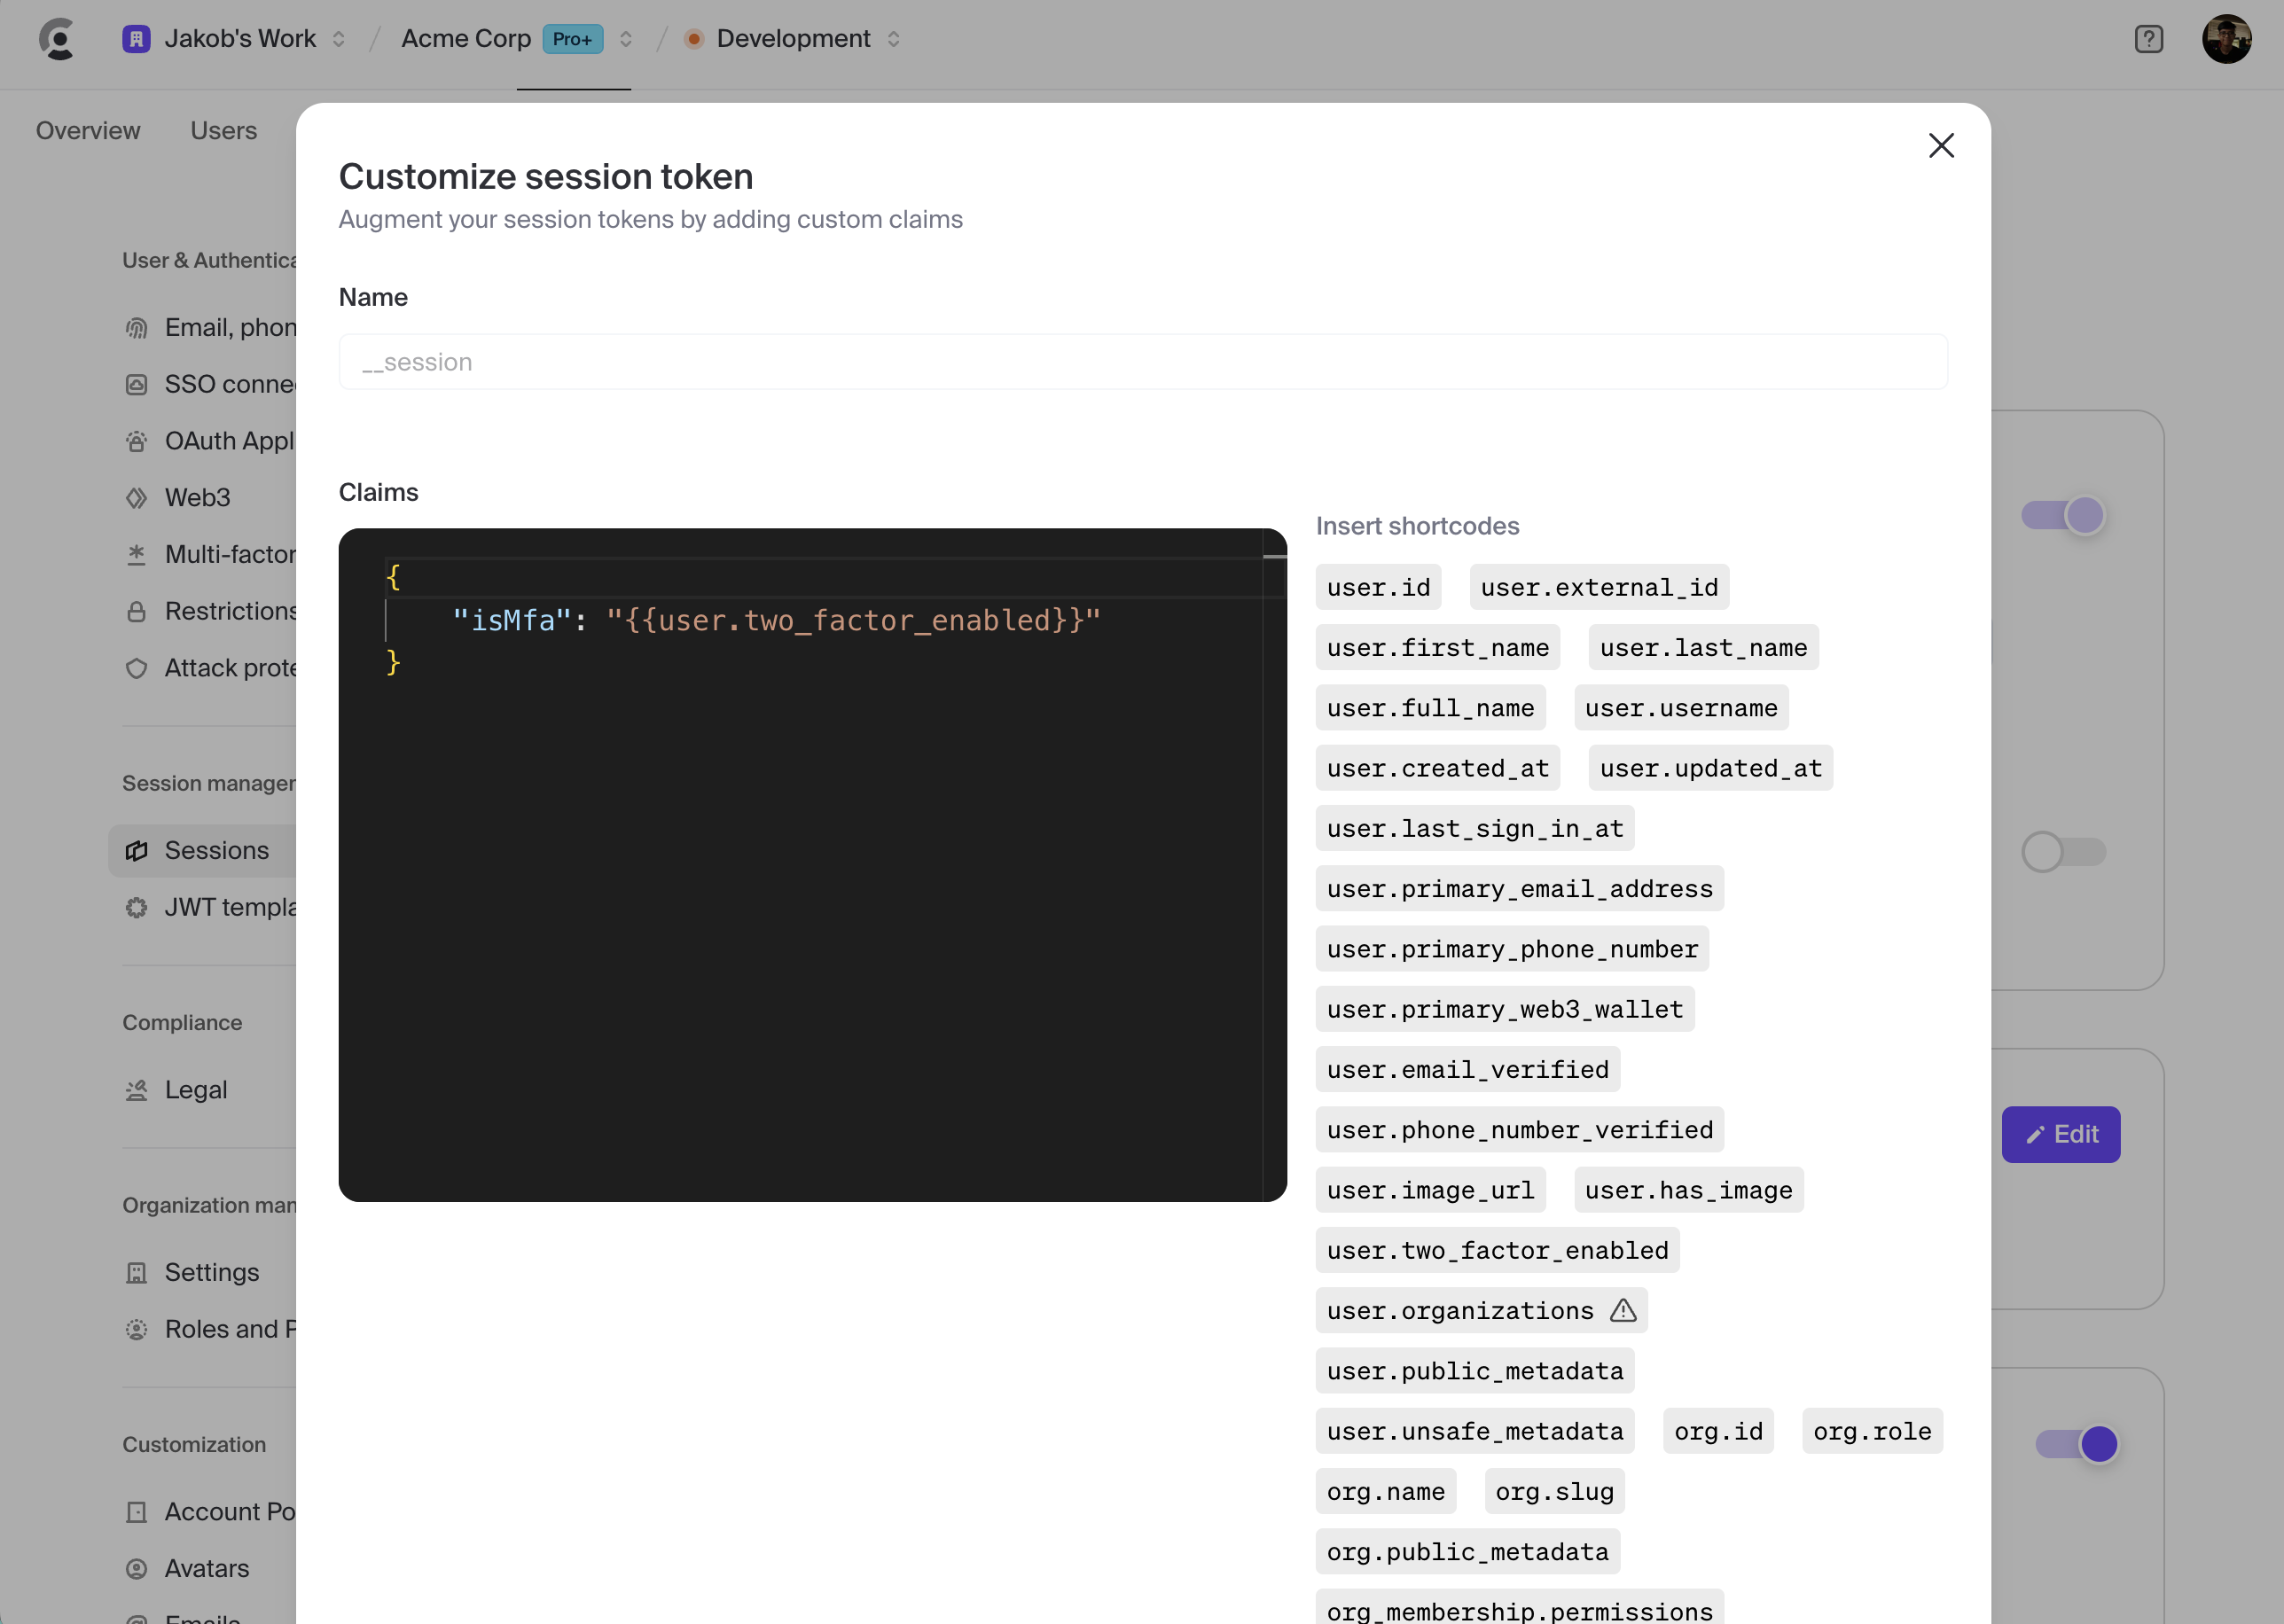 Jakob's Work / Acme Corp Pro+ / Development
Overview Users
Customize session token
Augment your session tokens by adding custom claims
Name
__session
Claims
{
"isMfa": "{{user.two_factor_enabled}}"
}
Insert shortcodes
user.id user.external_id
user.first_name user.last_name
user.full_name user.username
user.created_at user.updated_at
user.last_sign_in_at
user.primary_email_address
user.primary_phone_number
user.primary_web3_wallet
user.email_verified
user.phone_number_verified
user.image_url user.has_image
user.two_factor_enabled
user.organizations
user.public_metadata
user.unsafe_metadata org.id org.role
org.name org.slug
org.public_metadata
org_membership.permissions
User & Authentica
Email, phon
SSO conne
OAuth Appl
Web3
Multi-factor
Restrictions
Attack prote
Session manager
Sessions
JWT templa
Compliance
Legal
Organization man
Settings
Roles and P
Customization
Account Po
Avatars
Emails
Edit